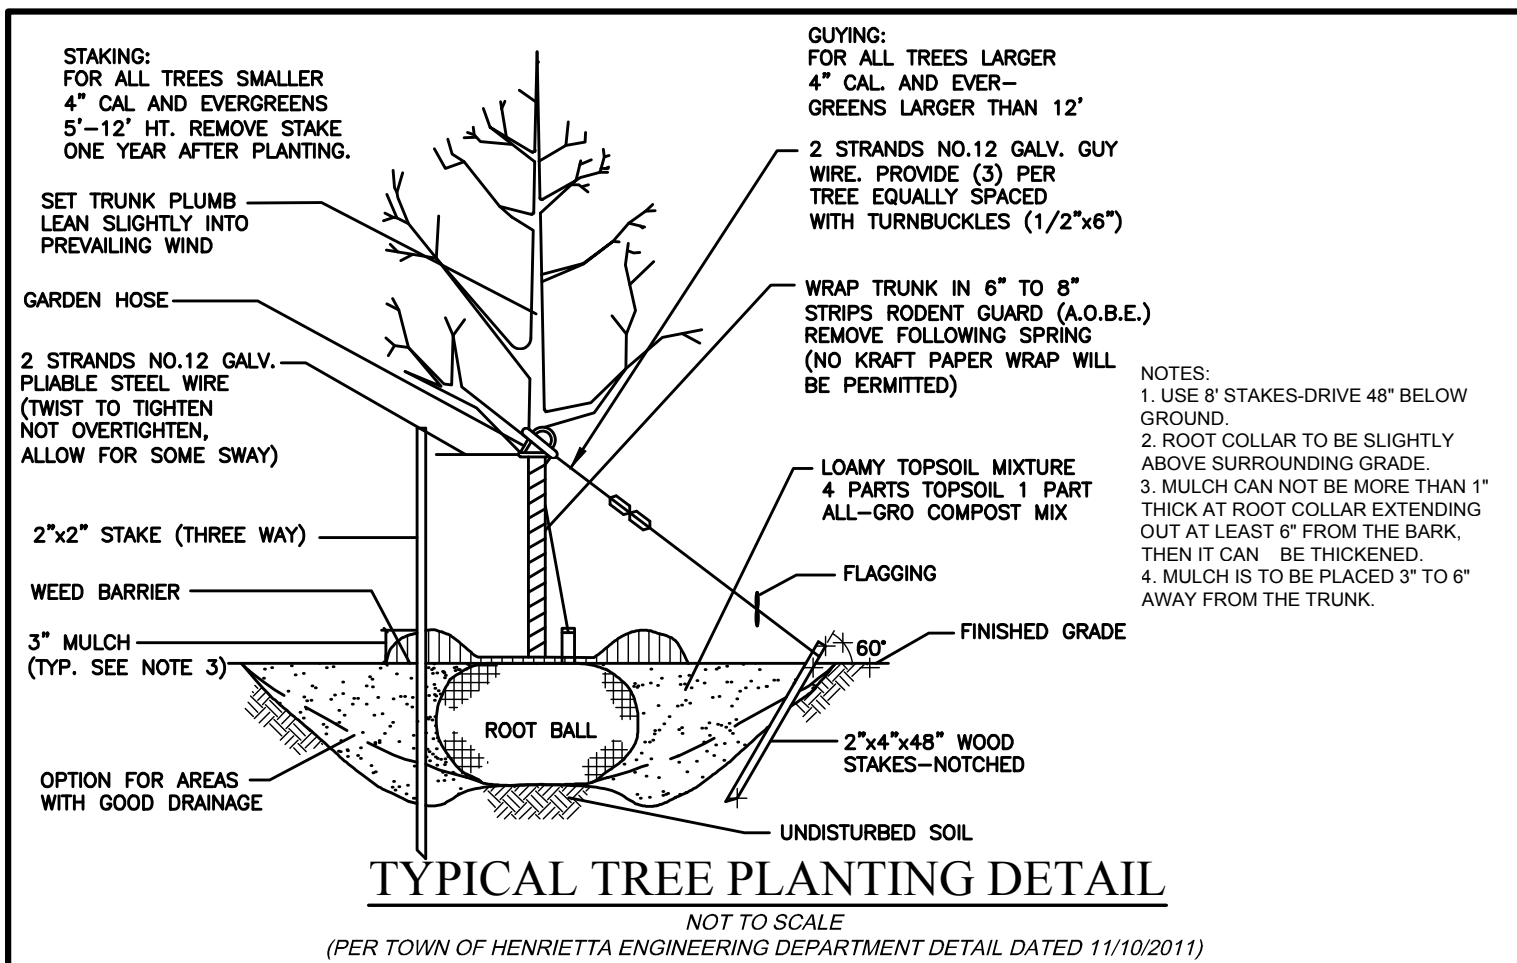 STAKING:
FOR ALL TREES SMALLER
4" CAL AND EVERGREENS
5'-12' HT. REMOVE STAKE
ONE YEAR AFTER PLANTING.
SET TRUNK PLUMB
LEAN SLIGHTLY INTO
PREVAILING WIND
GARDEN HOSE
2 STRANDS NO.12 GALV.
PLIABLE STEEL WIRE
(TWIST TO TIGHTEN
NOT OVERTIGHTEN,
ALLOW FOR SOME SWAY)
2"x2" STAKE (THREE WAY)
WEED BARRIER
3" MULCH
(TYP. SEE NOTE 3)
OPTION FOR AREAS
WITH GOOD DRAINAGE
ROOT BALL
GUYING:
FOR ALL TREES LARGER
4" CAL. AND EVER-
GREENS LARGER THAN 12'
2 STRANDS NO.12 GALV. GUY
WIRE. PROVIDE (3) PER
TREE EQUALLY SPACED
WITH TURNBUCKLES (1/2"x6")
WRAP TRUNK IN 6" TO 8"
STRIPS RODENT GUARD (A.O.B.E.)
REMOVE FOLLOWING SPRING
(NO KRAFT PAPER WRAP WILL
BE PERMITTED)
LOAMY TOPSOIL MIXTURE
4 PARTS TOPSOIL 1 PART
ALL-GRO COMPOST MIX
FLAGGING
FINISHED GRADE
60°
2"x4"x48" WOOD
STAKES-NOTCHED
UNDISTURBED SOIL
NOTES:
1. USE 8' STAKES-DRIVE 48" BELOW
GROUND.
2. ROOT COLLAR TO BE SLIGHTLY
ABOVE SURROUNDING GRADE.
3. MULCH CAN NOT BE MORE THAN 1"
THICK AT ROOT COLLAR EXTENDING
OUT AT LEAST 6" FROM THE BARK,
THEN IT CAN BE THICKENED.
4. MULCH IS TO BE PLACED 3" TO 6"
AWAY FROM THE TRUNK.
TYPICAL TREE PLANTING DETAIL
NOT TO SCALE
(PER TOWN OF HENRIETTA ENGINEERING DEPARTMENT DETAIL DATED 11/10/2011)